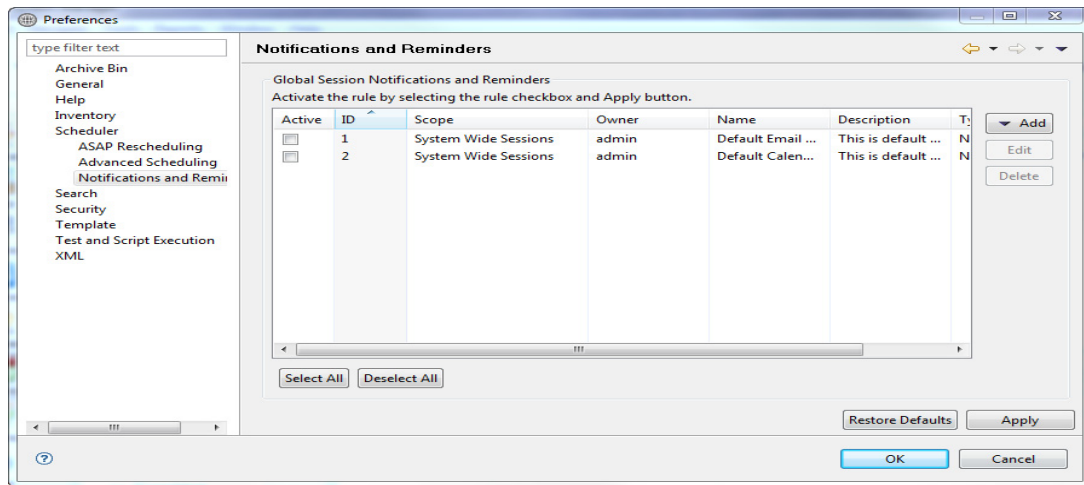 Preferences
type filter text
Archive Bin
General
Help
Inventory
Scheduler
ASAP Rescheduling
Advanced Scheduling
Notifications and Remi
Search
Security
Template
Test and Script Execution
XML
Notifications and Reminders
Global Session Notifications and Reminders
Activate the rule by selecting the rule checkbox and Apply button.
Active ID Scope Owner Name Description Ty
1 System Wide Sessions admin Default Email ... This is default ... N
2 System Wide Sessions admin Default Calen... This is default ... N
Add
Edit
Delete
Select All Deselect All
Restore Defaults Apply
OK Cancel